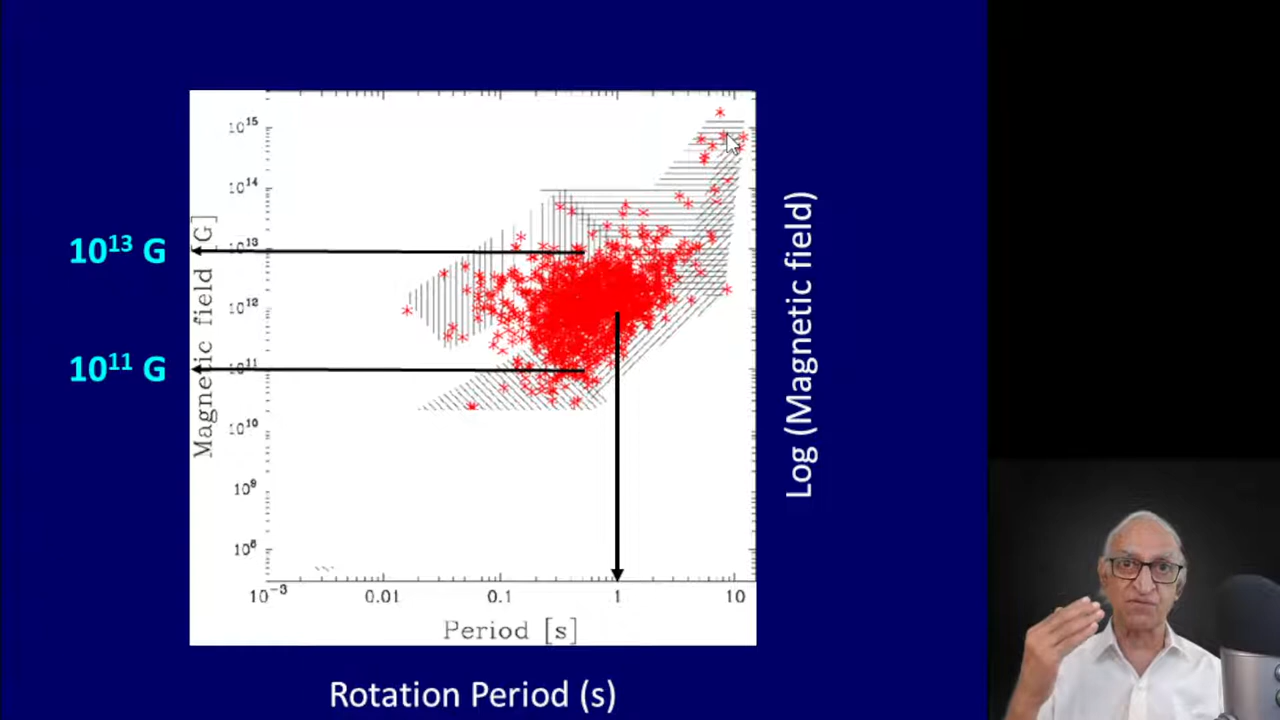 10¹⁵
10¹⁴
10¹³ G
10¹³
10¹²
10¹¹ G
10¹¹
10¹⁰
10⁹
10⁸
Magnetic field [G]
Log (Magnetic field)
10⁻³ 0.01 0.1 1 10
Period [s]
Rotation Period (s)